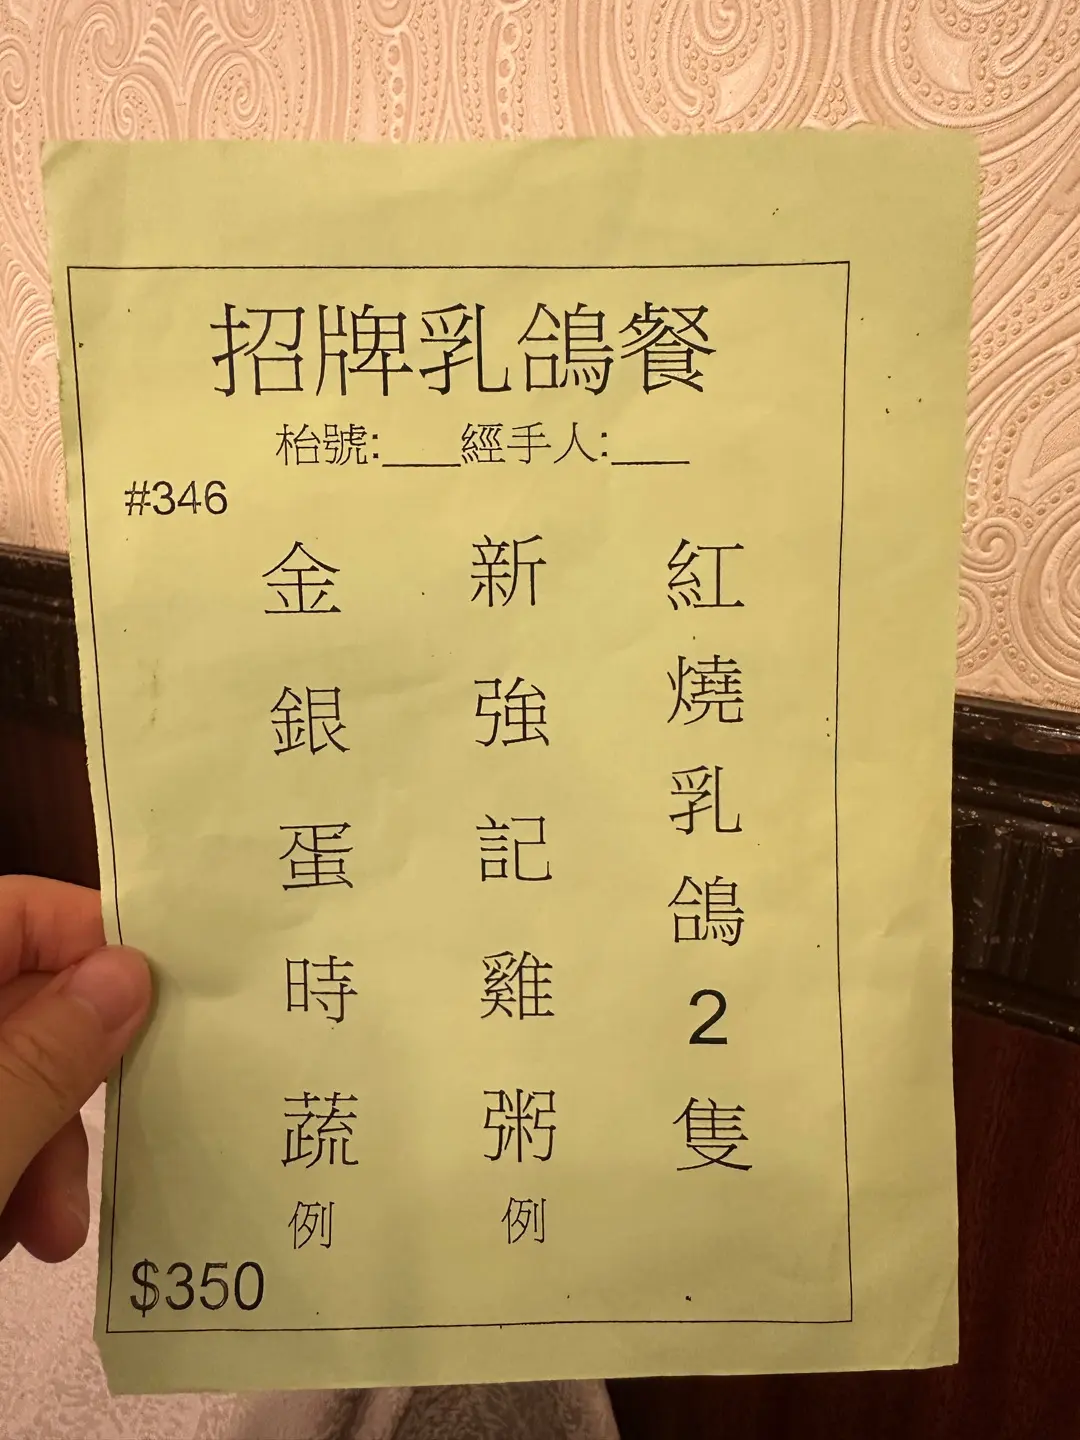 招牌乳鴿餐
枱號:___經手人:___
#346
紅燒乳鴿2隻
新強記雞粥例
金銀蛋時蔬例
$350